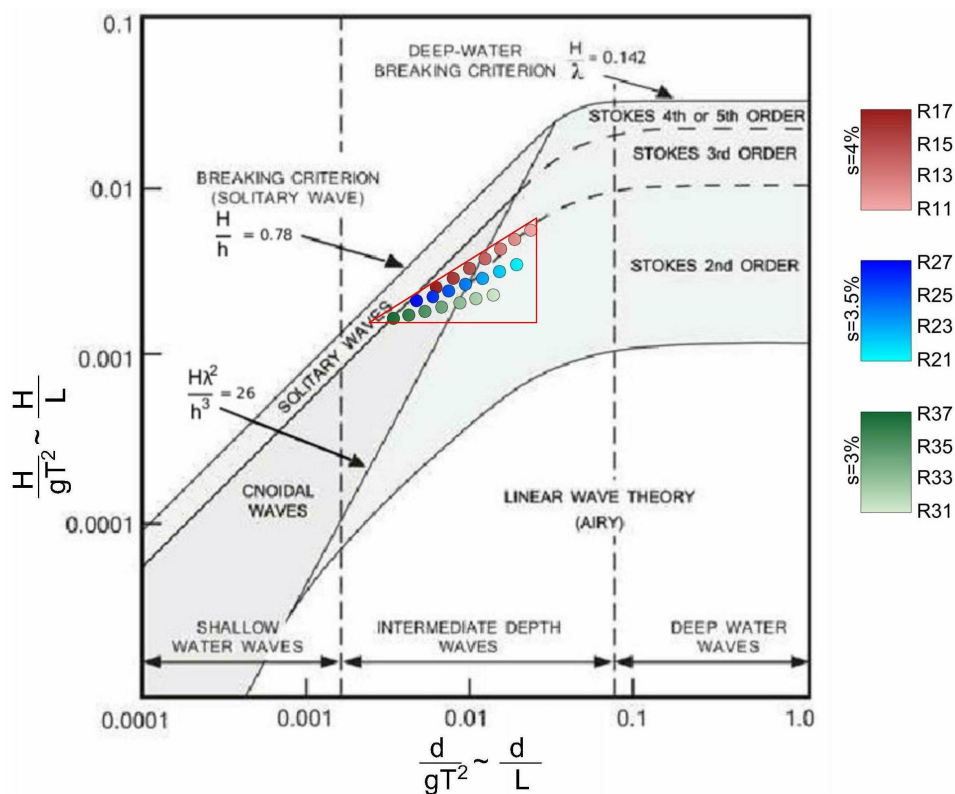 0.1
DEEP-WATER
BREAKING CRITERION
H
λ
= 0.142
STOKES 4th or 5th ORDER
STOKES 3rd ORDER
0.01
BREAKING CRITERION
(SOLITARY WAVE)
H
h
= 0.78
STOKES 2nd ORDER
SOLITARY WAVES
0.001
Hλ²
h³
= 26
H
gT²
~
H
L
CNOIDAL
WAVES
LINEAR WAVE THEORY
(AIRY)
0.0001
SHALLOW
WATER WAVES
INTERMEDIATE DEPTH
WAVES
DEEP WATER
WAVES
0.0001
0.001
0.01
0.1
1.0
d
gT²
~
d
L
s=4%
R17
R15
R13
R11
s=3.5%
R27
R25
R23
R21
s=3%
R37
R35
R33
R31